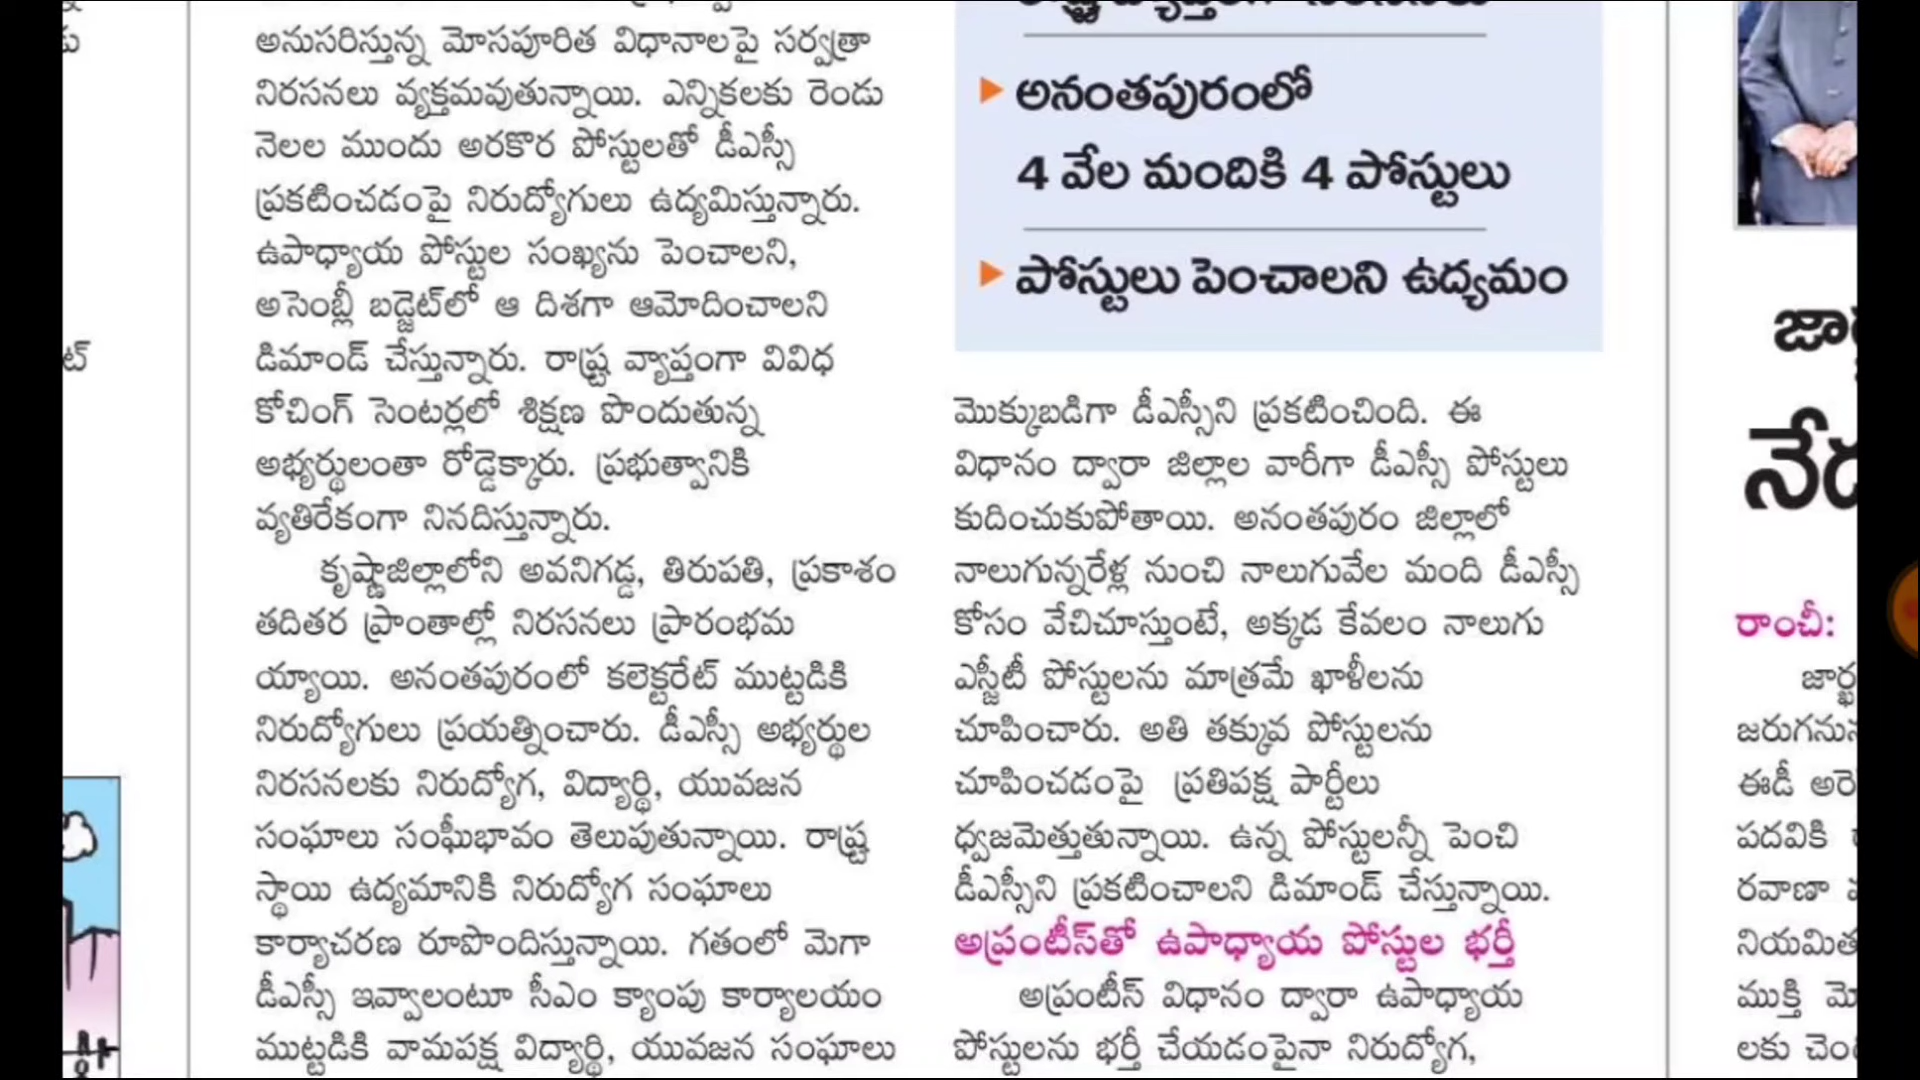 అనుసరిస్తున్న మోసపూరిత విధానాలపై సర్వత్రా
నిరసనలు వ్యక్తమవుతున్నాయి. ఎన్నికలకు రెండు
నెలల ముందు అరకొర పోస్టులతో డీఎస్సీ
ప్రకటించడంపై నిరుద్యోగులు ఉద్యమిస్తున్నారు.
ఉపాధ్యాయ పోస్టుల సంఖ్యను పెంచాలని,
అసెంబ్లీ బడ్జెట్‌లో ఆ దిశగా ఆమోదించాలని
డిమాండ్ చేస్తున్నారు. రాష్ట్ర వ్యాప్తంగా వివిధ
కోచింగ్ సెంటర్లలో శిక్షణ పొందుతున్న
అభ్యర్థులంతా రోడ్డెక్కారు. ప్రభుత్వానికి
వ్యతిరేకంగా నినదిస్తున్నారు.
కృష్ణాజిల్లాలోని అవనిగడ్డ, తిరుపతి, ప్రకాశం
తదితర ప్రాంతాల్లో నిరసనలు ప్రారంభమ
య్యాయి. అనంతపురంలో కలెక్టరేట్ ముట్టడికి
నిరుద్యోగులు ప్రయత్నించారు. డీఎస్సీ అభ్యర్థుల
నిరసనలకు నిరుద్యోగ, విద్యార్థి, యువజన
సంఘాలు సంఘీభావం తెలుపుతున్నాయి. రాష్ట్ర
స్థాయి ఉద్యమానికి నిరుద్యోగ సంఘాలు
కార్యాచరణ రూపొందిస్తున్నాయి. గతంలో మెగా
డీఎస్సీ ఇవ్వాలంటూ సీఎం క్యాంపు కార్యాలయం
ముట్టడికి వామపక్ష విద్యార్థి, యువజన సంఘాలు
అనంతపురంలో
4 వేల మందికి 4 పోస్టులు
పోస్టులు పెంచాలని ఉద్యమం
మొక్కుబడిగా డీఎస్సీని ప్రకటించింది. ఈ
విధానం ద్వారా జిల్లాల వారీగా డీఎస్సీ పోస్టులు
కుదించుకుపోతాయి. అనంతపురం జిల్లాలో
నాలుగున్నరేళ్ల నుంచి నాలుగువేల మంది డీఎస్సీ
కోసం వేచిచూస్తుంటే, అక్కడ కేవలం నాలుగు
ఎస్జీటీ పోస్టులను మాత్రమే ఖాళీలను
చూపించారు. అతి తక్కువ పోస్టులను
చూపించడంపై ప్రతిపక్ష పార్టీలు
ధ్వజమెత్తుతున్నాయి. ఉన్న పోస్టులన్నీ పెంచి
డీఎస్సీని ప్రకటించాలని డిమాండ్ చేస్తున్నాయి.
అప్రంటీస్‌తో ఉపాధ్యాయ పోస్టుల భర్తీ
అప్రంటీస్ విధానం ద్వారా ఉపాధ్యాయ
పోస్టులను భర్తీ చేయడంపైనా నిరుద్యోగ,
రాంచీ:
ఈడీ
పదవికి
రవాణా
ముక్తి
లకు